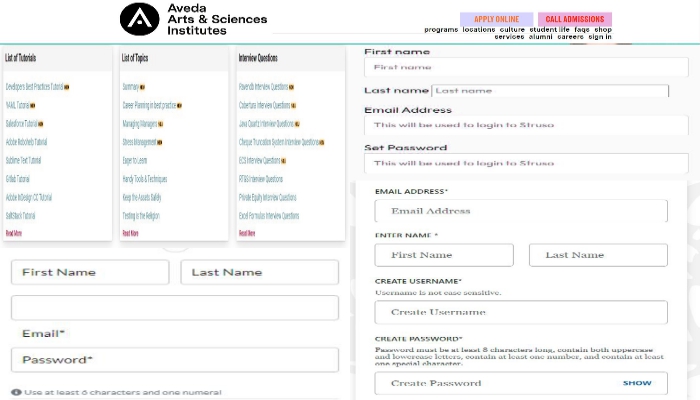 Aveda
Arts & Sciences
Institutes
APPLY ONLINE
CALL ADMISSIONS
programs locations culture student life faqs shop
services alumni careers sign in
List of Tutorials
Developers Best Practices Tutorial
YAML Tutorial
Salesforce Tutorial
Adobe Robohelp Tutorial
Sublime Text Tutorial
Gitlab Tutorial
Adobe InDesign CC Tutorial
SaltStack Tutorial
Read More
List of Topics
Summary
Career Planning in best practice
Managing Managers
Stress Management
Eager to Learn
Handy Tools & Techniques
Keep the Assets Safely
Testing is the Religion
Read More
Interview Questions
RavenDB Interview Questions
Cobertura Interview Questions
Java Quartz Interview Questions
Cheque Truncation System Interview Questions
ECS Interview Questions
RTGS Interview Questions
Private Equity Interview Questions
Excel Formulas Interview Questions
Read More
First Name
Last Name
Email*
Password*
Use at least 6 characters and one numeral
First name
First name
Last name
Last name
Email Address
This will be used to login to Struso
Set Password
This will be used to login to Struso
EMAIL ADDRESS*
Email Address
ENTER NAME *
First Name
Last Name
CREATE USERNAME*
Username is not case sensitive.
Create Username
CREATE PASSWORD*
Password must be at least 8 characters long, contain both uppercase
and lowercase letters, contain at least one number, and contain at least
one special character.
Create Password
SHOW